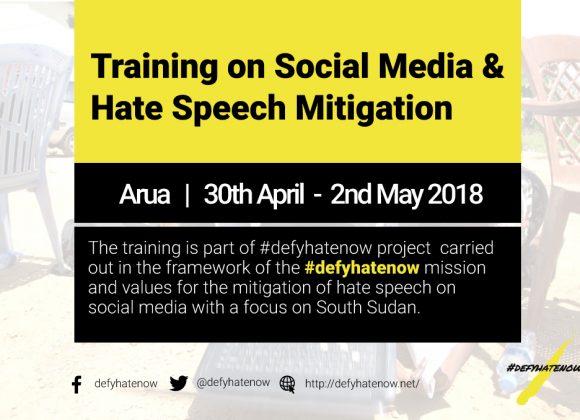 Training on Social Media &
Hate Speech Mitigation
Arua | 30th April - 2nd May 2018
The training is part of #defyhatenow project carried
out in the framework of the #defyhatenow mission
and values for the mitigation of hate speech on
social media with a focus on South Sudan.
defyhatenow @defyhatenow http://defyhatenow.net/
#DEFYHATENOW